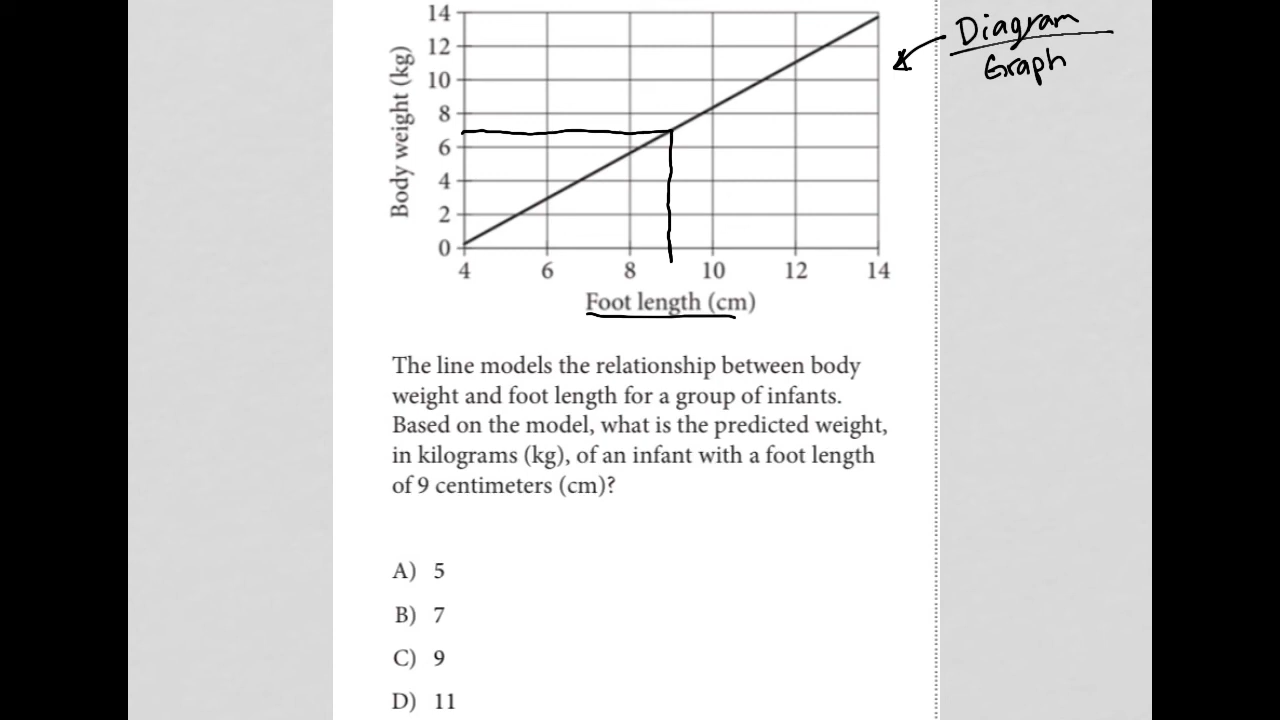 14
12
10
8
6
4
2
0
Body weight (kg)
4 6 8 10 12 14
Foot length (cm)
Diagram
Graph
The line models the relationship between body
weight and foot length for a group of infants.
Based on the model, what is the predicted weight,
in kilograms (kg), of an infant with a foot length
of 9 centimeters (cm)?
A) 5
B) 7
C) 9
D) 11